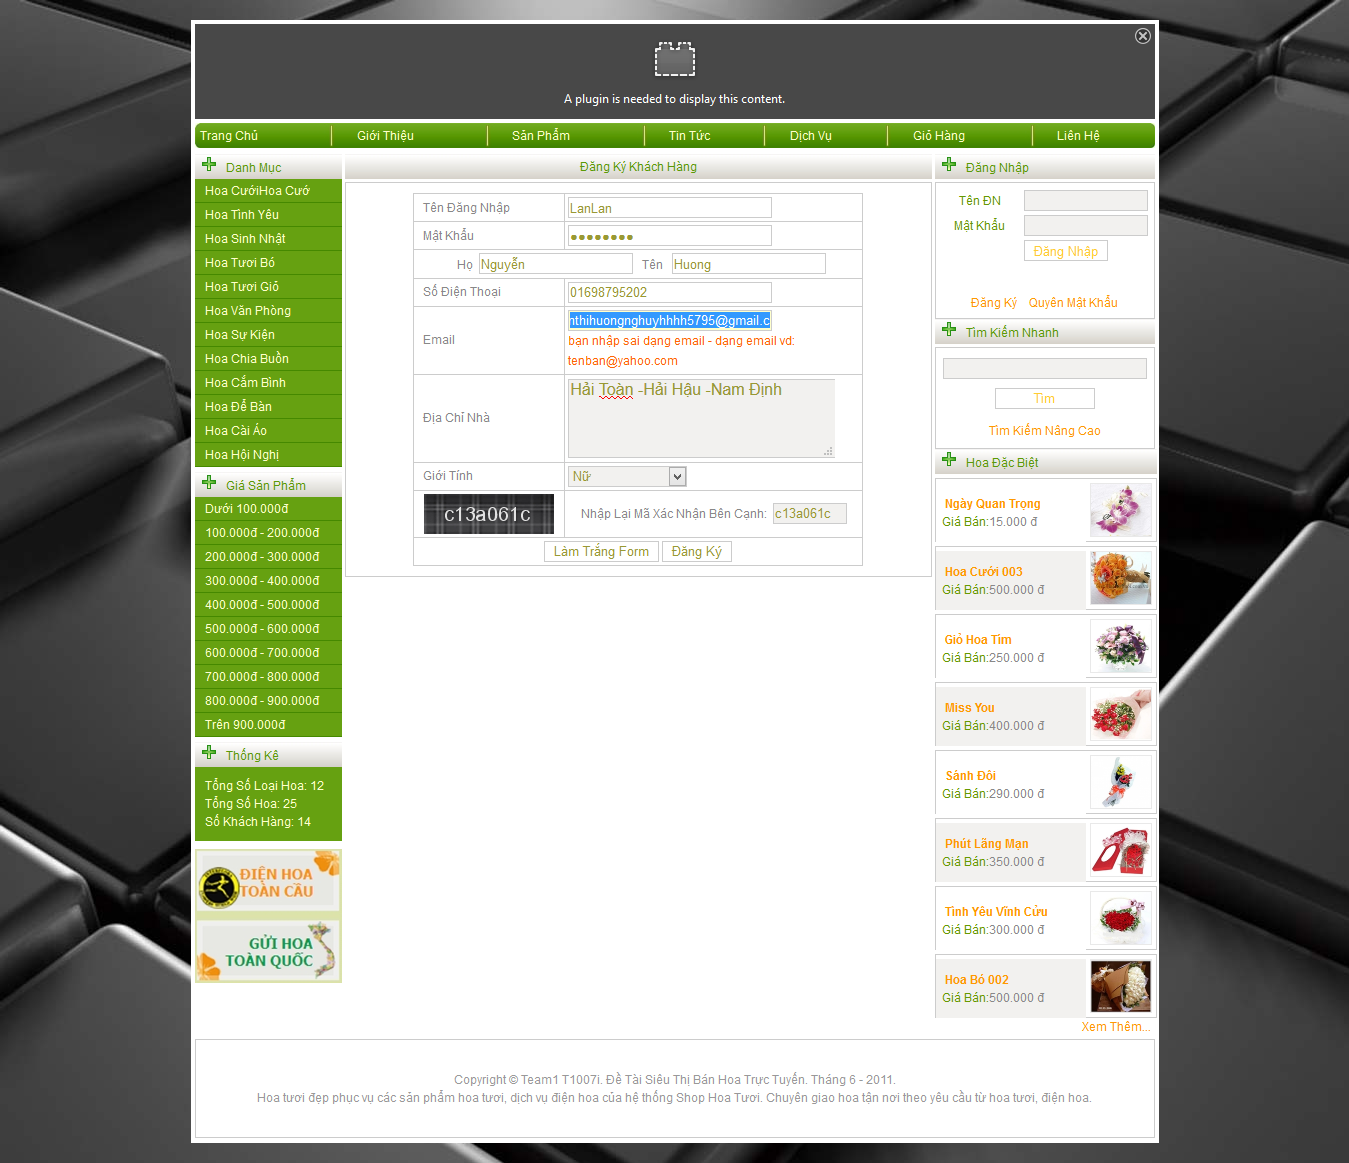 A plugin is needed to display this content.
Trang Chủ Giới Thiệu Sản Phẩm Tin Tức Dịch Vụ Giỏ Hàng Liên Hệ
Danh Mục
Hoa CướiHoa Cướ
Hoa Tình Yêu
Hoa Sinh Nhật
Hoa Tươi Bó
Hoa Tươi Giỏ
Hoa Văn Phòng
Hoa Sự Kiện
Hoa Chia Buồn
Hoa Cắm Bình
Hoa Để Bàn
Hoa Cài Áo
Hoa Hội Nghị
Giá Sản Phẩm
Dưới 100.000đ
100.000đ - 200.000đ
200.000đ - 300.000đ
300.000đ - 400.000đ
400.000đ - 500.000đ
500.000đ - 600.000đ
600.000đ - 700.000đ
700.000đ - 800.000đ
800.000đ - 900.000đ
Trên 900.000đ
Thống Kê
Tổng Số Loại Hoa: 12
Tổng Số Hoa: 25
Số Khách Hàng: 14
ĐIỆN HOA
TOÀN CẦU
GỬI HOA
TOÀN QUỐC
Đăng Ký Khách Hàng
Tên Đăng Nhập LanLan
Mật Khẩu ●●●●●●●●
Họ Nguyễn Tên Huong
Số Điện Thoại 01698795202
Email nthihuongnghuyhhhh5795@gmail.c
bạn nhập sai dạng email - dạng email vd:
tenban@yahoo.com
Địa Chỉ Nhà Hải Toàn -Hải Hậu -Nam Định
Giới Tính Nữ
c13a061c Nhập Lại Mã Xác Nhận Bên Cạnh: c13a061c
Làm Trắng Form Đăng Ký
Đăng Nhập
Tên ĐN
Mật Khẩu
Đăng Nhập
Đăng Ký Quyên Mật Khẩu
Tìm Kiếm Nhanh
Tìm
Tìm Kiếm Nâng Cao
Hoa Đặc Biệt
Ngày Quan Trọng
Giá Bán:15.000 đ
Hoa Cưới 003
Giá Bán:500.000 đ
Giỏ Hoa Tím
Giá Bán:250.000 đ
Miss You
Giá Bán:400.000 đ
Sánh Đôi
Giá Bán:290.000 đ
Phút Lãng Mạn
Giá Bán:350.000 đ
Tình Yêu Vĩnh Cửu
Giá Bán:300.000 đ
Hoa Bó 002
Giá Bán:500.000 đ
Xem Thêm...
Copyright © Team1 T1007i. Đề Tài Siêu Thị Bán Hoa Trực Tuyến. Tháng 6 - 2011.
Hoa tươi đẹp phục vụ các sản phẩm hoa tươi, dịch vụ điện hoa của hệ thống Shop Hoa Tươi. Chuyên giao hoa tận nơi theo yêu cầu từ hoa tươi, điện hoa.